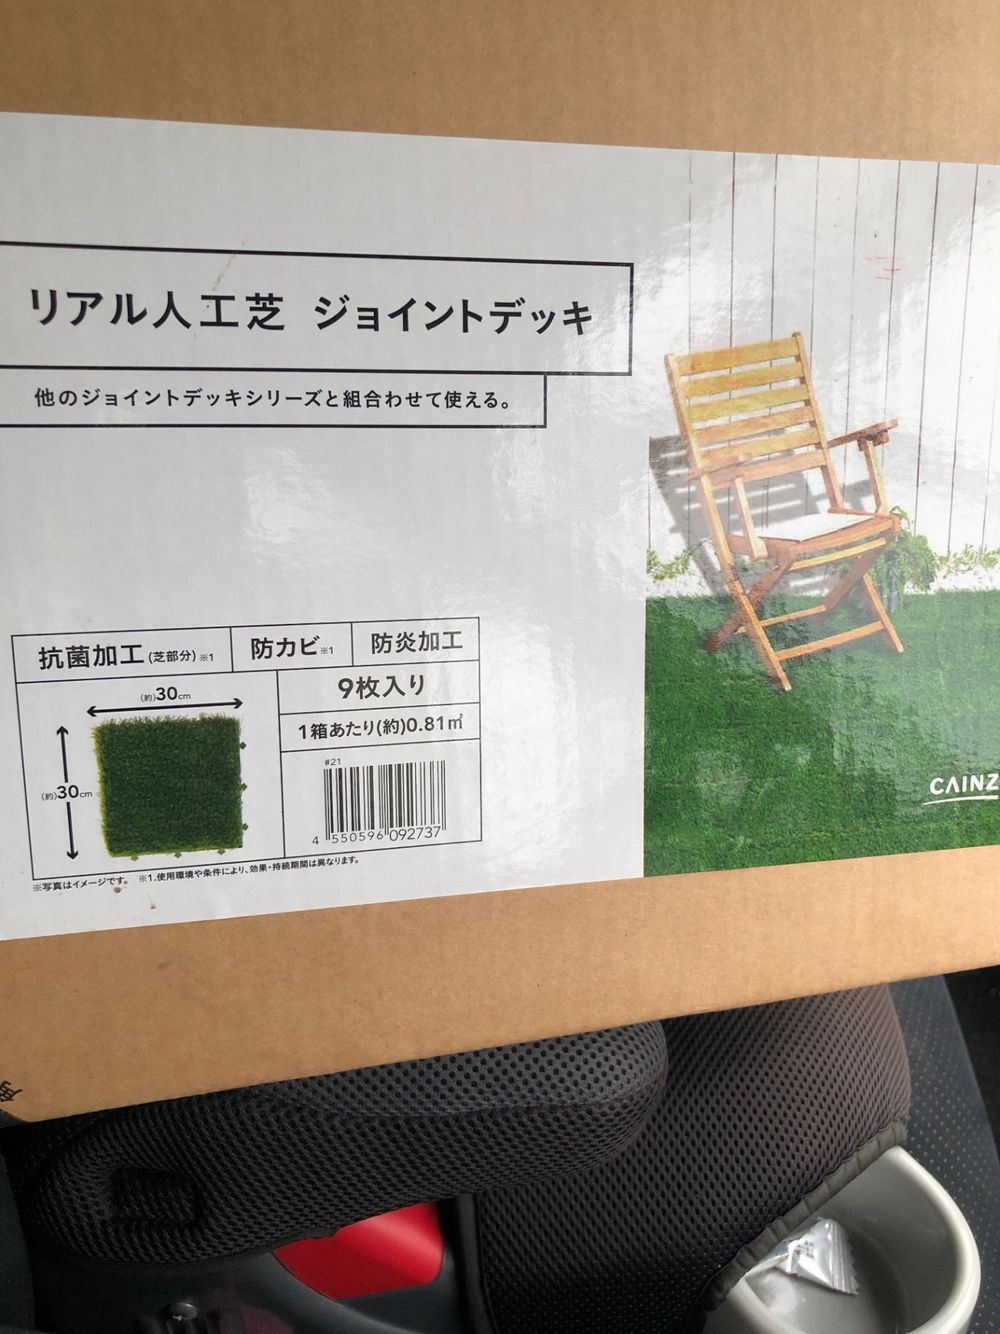 リアル人工芝 ジョイントデッキ
他のジョイントデッキシリーズと組合わせて使える。
抗菌加工(芝部分)※1
防カビ※1
防炎加工
(約)30cm
(約)30cm
9枚入り
1箱あたり(約)0.81㎡
#21
4 550596 092737
※写真はイメージです。 ※1.使用環境や条件により、効果・持続期間は異なります。
CAINZ